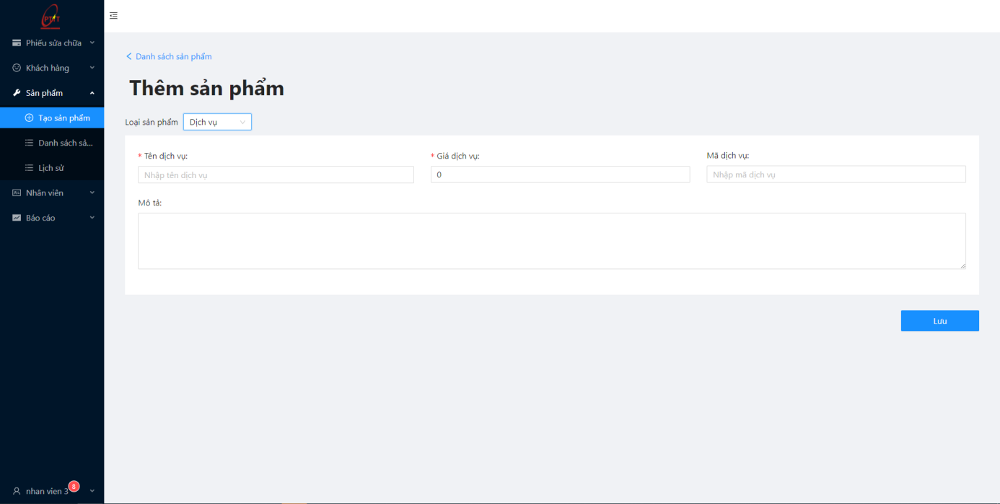 PTIT
Phiếu sửa chữa
Khách hàng
Sản phẩm
Tạo sản phẩm
Danh sách sả...
Lịch sử
Nhân viên
Báo cáo
nhan vien 3
8
Danh sách sản phẩm
Thêm sản phẩm
Loại sản phẩm Dịch vụ
* Tên dịch vụ: * Giá dịch vụ: Mã dịch vụ:
Nhập tên dịch vụ 0 Nhập mã dịch vụ
Mô tả:
Lưu